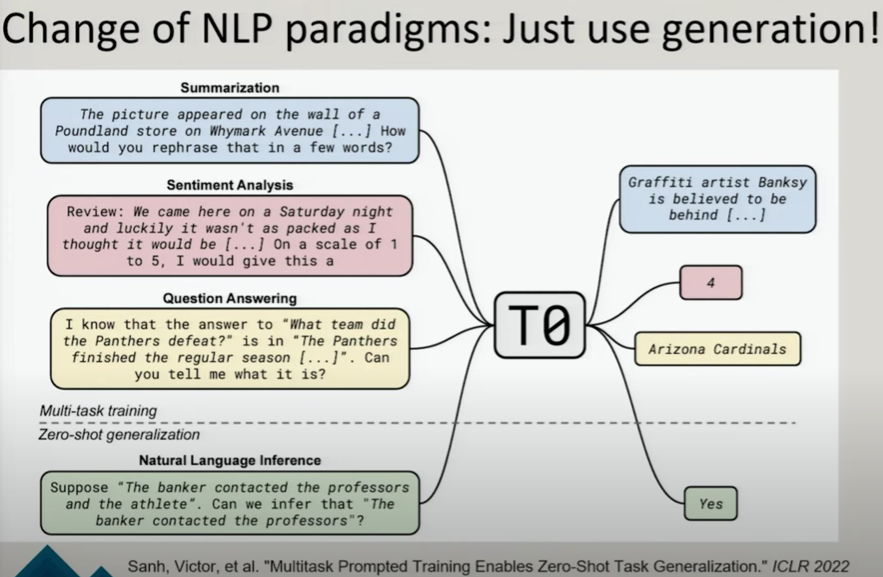 Change of NLP paradigms: Just use generation!
Summarization
The picture appeared on the wall of a
Poundland store on Whymark Avenue [...] How
would you rephrase that in a few words?
Sentiment Analysis
Review: We came here on a Saturday night
and luckily it wasn't as packed as I
thought it would be [...] On a scale of 1
to 5, I would give this a
Question Answering
I know that the answer to "What team did
the Panthers defeat?" is in "The Panthers
finished the regular season [...]". Can
you tell me what it is?
Multi-task training
Zero-shot generalization
Natural Language Inference
Suppose "The banker contacted the professors
and the athlete". Can we infer that "The
banker contacted the professors"?
T0
Graffiti artist Banksy
is believed to be
behind [...]
4
Arizona Cardinals
Yes
Sanh, Victor, et al. "Multitask Prompted Training Enables Zero-Shot Task Generalization." ICLR 2022